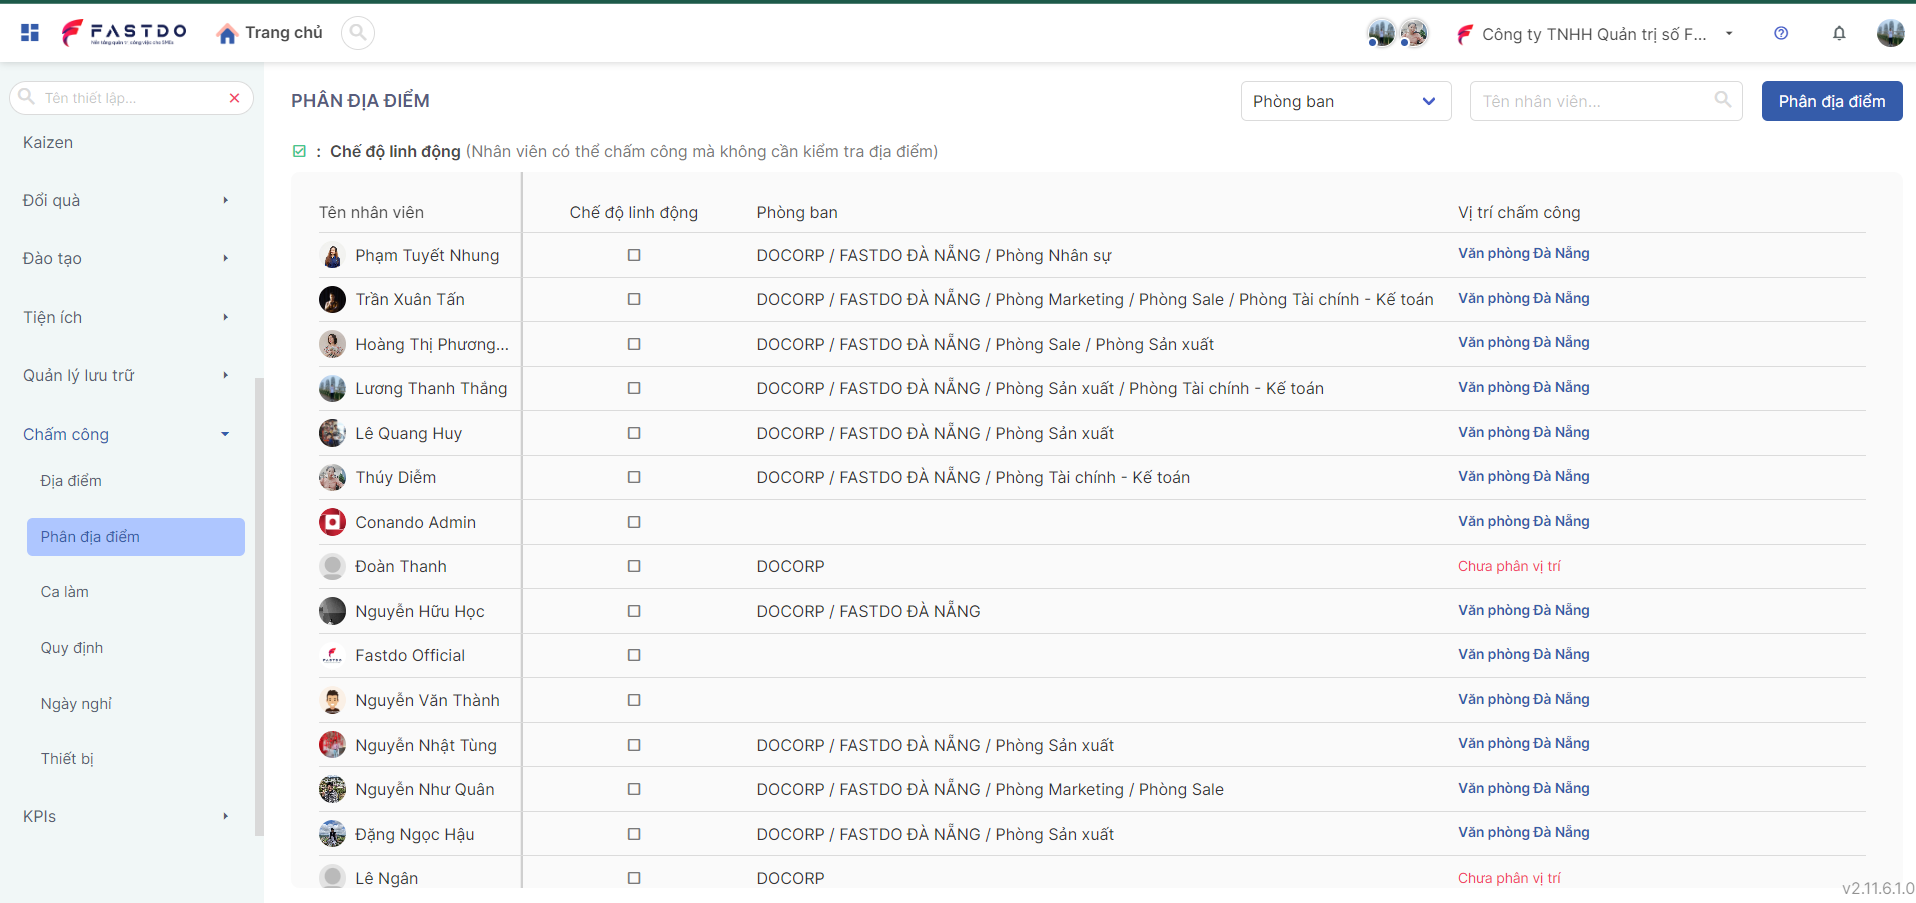 FASTDO
Nền tảng quản trị công việc cho SMEs
Trang chủ
Công ty TNHH Quản trị số F...
Tên thiết lập...
Kaizen
Đổi quà
Đào tạo
Tiện ích
Quản lý lưu trữ
Chấm công
Địa điểm
Phân địa điểm
Ca làm
Quy định
Ngày nghỉ
Thiết bị
KPIs
PHÂN ĐỊA ĐIỂM
Phòng ban
Tên nhân viên...
Phân địa điểm
: Chế độ linh động (Nhân viên có thể chấm công mà không cần kiểm tra địa điểm)
Tên nhân viên Chế độ linh động Phòng ban Vị trí chấm công
Phạm Tuyết Nhung DOCORP / FASTDO ĐÀ NẴNG / Phòng Nhân sự Văn phòng Đà Nẵng
Trần Xuân Tấn DOCORP / FASTDO ĐÀ NẴNG / Phòng Marketing / Phòng Sale / Phòng Tài chính - Kế toán Văn phòng Đà Nẵng
Hoàng Thị Phương... DOCORP / FASTDO ĐÀ NẴNG / Phòng Sale / Phòng Sản xuất Văn phòng Đà Nẵng
Lương Thanh Thắng DOCORP / FASTDO ĐÀ NẴNG / Phòng Sản xuất / Phòng Tài chính - Kế toán Văn phòng Đà Nẵng
Lê Quang Huy DOCORP / FASTDO ĐÀ NẴNG / Phòng Sản xuất Văn phòng Đà Nẵng
Thúy Diễm DOCORP / FASTDO ĐÀ NẴNG / Phòng Tài chính - Kế toán Văn phòng Đà Nẵng
Conando Admin Văn phòng Đà Nẵng
Đoàn Thanh DOCORP Chưa phân vị trí
Nguyễn Hữu Học DOCORP / FASTDO ĐÀ NẴNG Văn phòng Đà Nẵng
Fastdo Official Văn phòng Đà Nẵng
Nguyễn Văn Thành Văn phòng Đà Nẵng
Nguyễn Nhật Tùng DOCORP / FASTDO ĐÀ NẴNG / Phòng Sản xuất Văn phòng Đà Nẵng
Nguyễn Như Quân DOCORP / FASTDO ĐÀ NẴNG / Phòng Marketing / Phòng Sale Văn phòng Đà Nẵng
Đặng Ngọc Hậu DOCORP / FASTDO ĐÀ NẴNG / Phòng Sản xuất Văn phòng Đà Nẵng
Lê Ngân DOCORP Chưa phân vị trí
v2.11.6.1.0